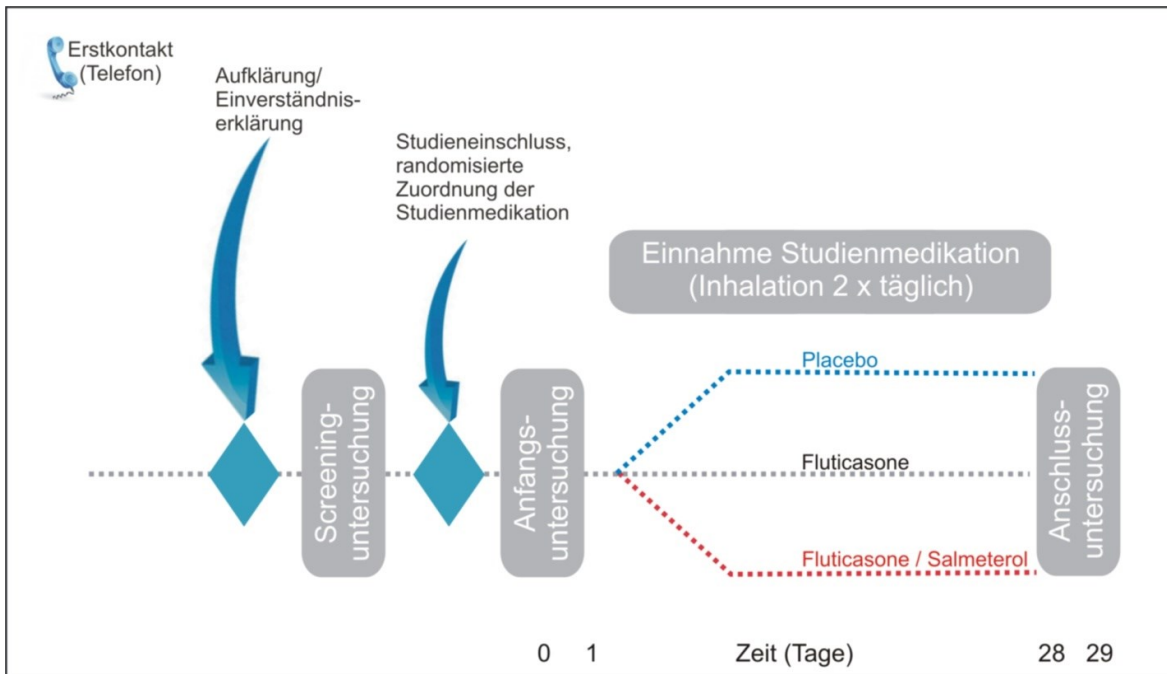 Erstkontakt
(Telefon)
Aufklärung/
Einverständnis-
erklärung
Studieneinschluss,
randomisierte
Zuordnung der
Studienmedikation
Einnahme Studienmedikation
(Inhalation 2 x täglich)
Screening-
untersuchung
Anfangs-
untersuchung
Placebo
Fluticasone
Fluticasone / Salmeterol
Anschluss-
untersuchung
0 1 Zeit (Tage) 28 29